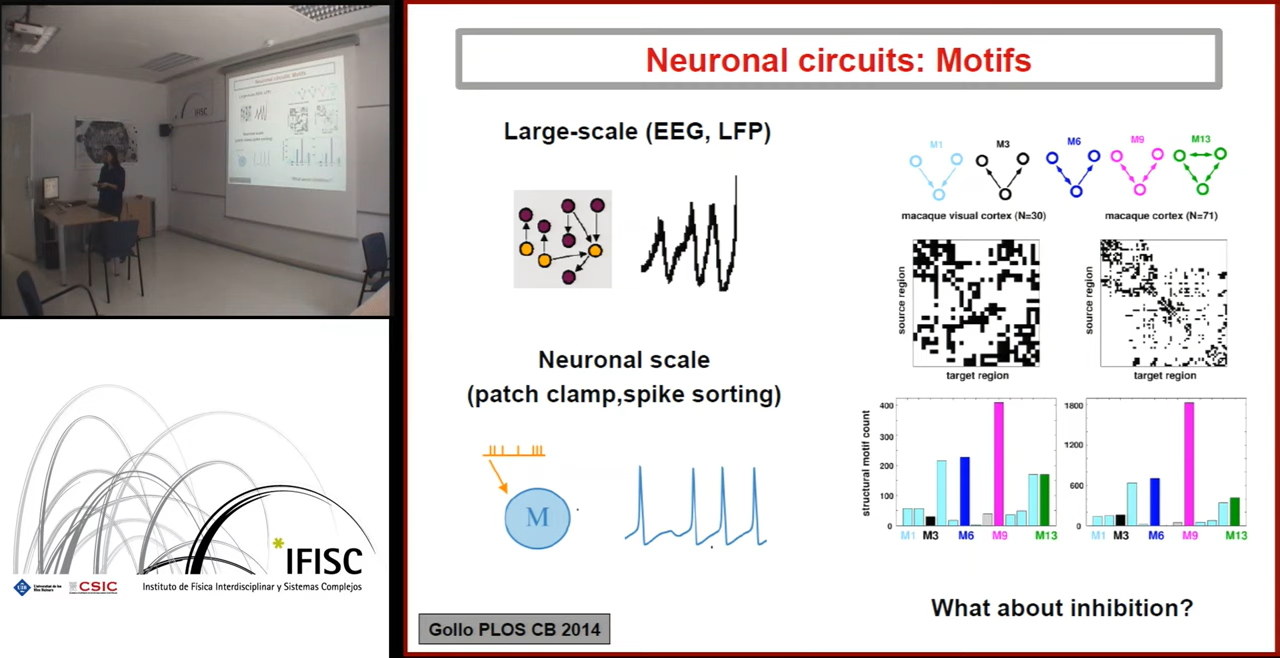 Neuronal circuits: Motifs
Large-scale (EEG, LFP)
Neuronal scale
(patch clamp,spike sorting)
M
M1 M3 M6 M9 M13
macaque visual cortex (N=30)
macaque cortex (N=71)
source region
target region
source region
target region
structural motif count
400
300
200
100
0
M1 M3 M6 M9 M13
1800
1200
600
0
M1 M3 M6 M9 M13
What about inhibition?
Gollo PLOS CB 2014
IFISC
CSIC
Instituto de Física Interdisciplinar y Sistemas Complejos